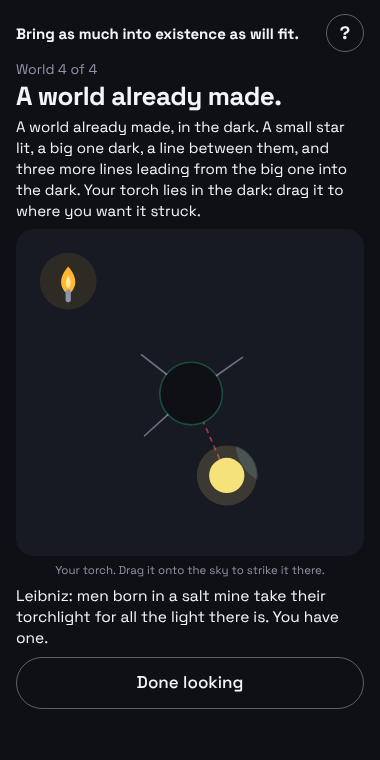 Bring as much into existence as will fit.
?
World 4 of 4
A world already made.
A world already made, in the dark. A small star
lit, a big one dark, a line between them, and
three more lines leading from the big one into
the dark. Your torch lies in the dark: drag it to
where you want it struck.
Your torch. Drag it onto the sky to strike it there.
Leibniz: men born in a salt mine take their
torchlight for all the light there is. You have
one.
Done looking